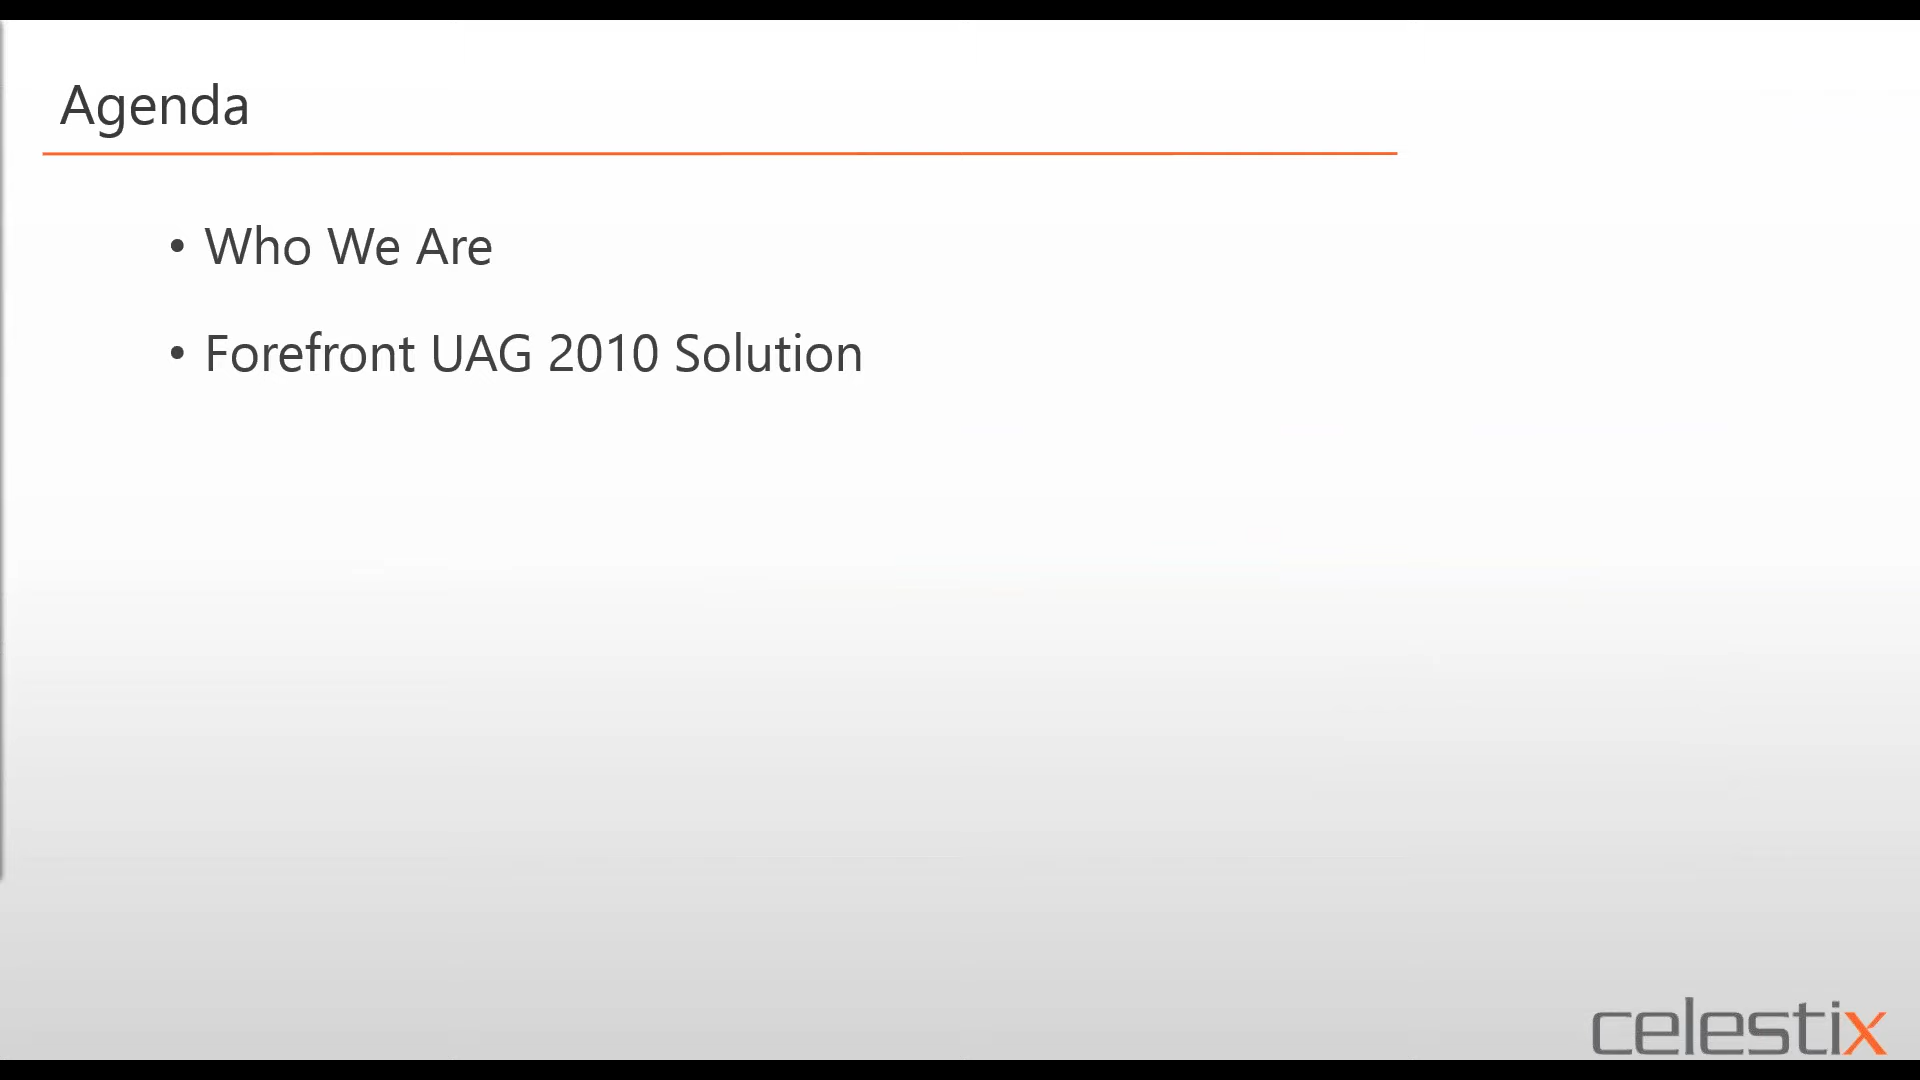 Agenda
• Who We Are
• Forefront UAG 2010 Solution
celestix